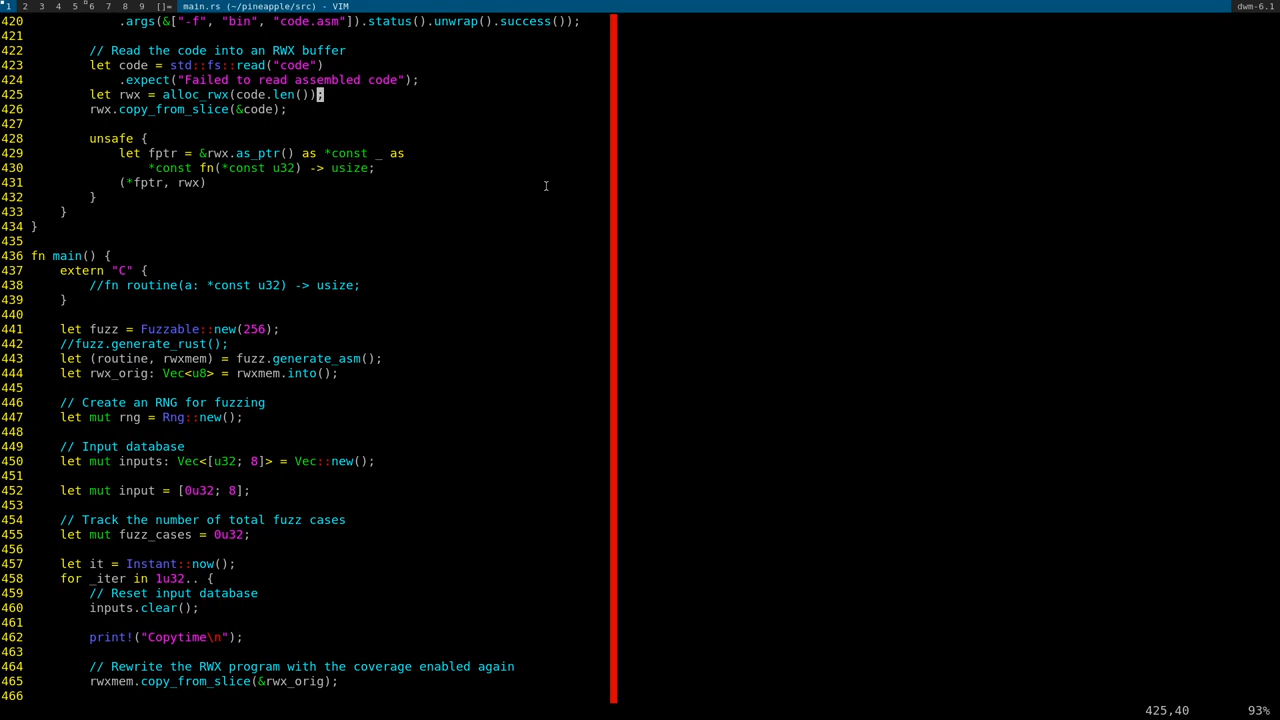 1 2 3 4 5 6 7 8 9 []= main.rs (~/pineapple/src) - VIM dwm-6.1
420             .args(&["-f", "bin", "code.asm"]).status().unwrap().success());
421
422         // Read the code into an RWX buffer
423         let code = std::fs::read("code")
424             .expect("Failed to read assembled code");
425         let rwx = alloc_rwx(code.len());
426         rwx.copy_from_slice(&code);
427
428         unsafe {
429             let fptr = &rwx.as_ptr() as *const _ as
430                 *const fn(*const u32) -> usize;
431             (*fptr, rwx)
432         }
433     }
434 }
435
436 fn main() {
437     extern "C" {
438         //fn routine(a: *const u32) -> usize;
439     }
440
441     let fuzz = Fuzzable::new(256);
442     //fuzz.generate_rust();
443     let (routine, rwxmem) = fuzz.generate_asm();
444     let rwx_orig: Vec<u8> = rwxmem.into();
445
446     // Create an RNG for fuzzing
447     let mut rng = Rng::new();
448
449     // Input database
450     let mut inputs: Vec<[u32; 8]> = Vec::new();
451
452     let mut input = [0u32; 8];
453
454     // Track the number of total fuzz cases
455     let mut fuzz_cases = 0u32;
456
457     let it = Instant::now();
458     for _iter in 1u32.. {
459         // Reset input database
460         inputs.clear();
461
462         print!("Copytime\n");
463
464         // Rewrite the RWX program with the coverage enabled again
465         rwxmem.copy_from_slice(&rwx_orig);
466
425,40 93%